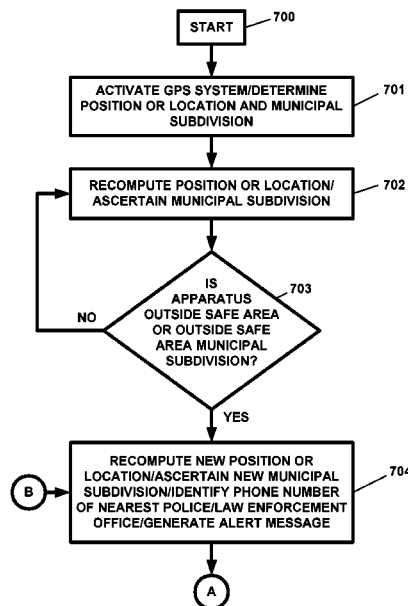 START
700
ACTIVATE GPS SYSTEM/DETERMINE
POSITION OR LOCATION AND MUNICIPAL
SUBDIVISION
701
RECOMPUTE POSITION OR LOCATION/
ASCERTAIN MUNICIPAL SUBDIVISION
702
IS
APPARATUS
OUTSIDE SAFE AREA
OR OUTSIDE SAFE
AREA MUNICIPAL
SUBDIVISION?
703
NO
YES
RECOMPUTE NEW POSITION OR
LOCATION/ASCERTAIN NEW MUNICIPAL
SUBDIVISION/IDENTIFY PHONE NUMBER
OF NEAREST POLICE/LAW ENFORCEMENT
OFFICE/GENERATE ALERT MESSAGE
704
B
A